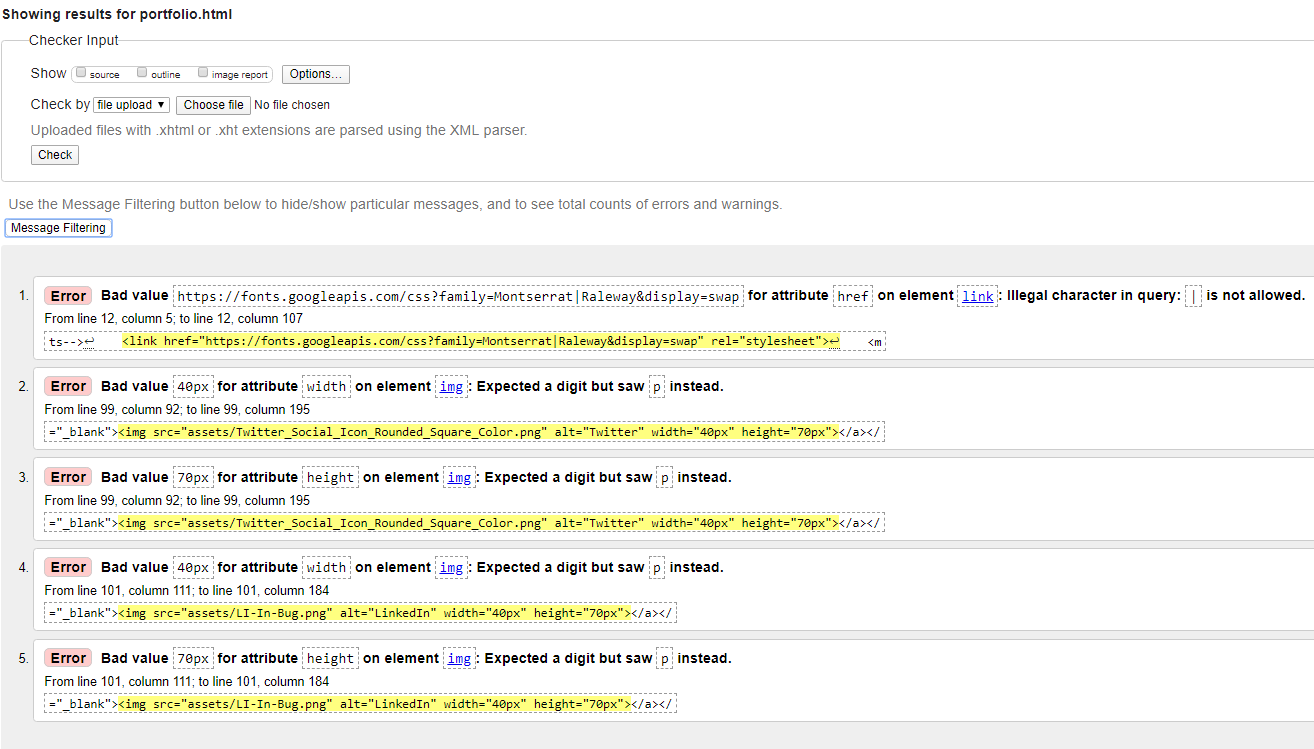 Showing results for portfolio.html
Checker Input
Show source outline image report Options...
Check by file upload ▼ Choose file No file chosen
Uploaded files with .xhtml or .xht extensions are parsed using the XML parser.
Check
Use the Message Filtering button below to hide/show particular messages, and to see total counts of errors and warnings.
Message Filtering
1. Error Bad value https://fonts.googleapis.com/css?family=Montserrat|Raleway&display=swap for attribute href on element link: Illegal character in query: | is not allowed.
From line 12, column 5; to line 12, column 107
ts-->↩ <link href="https://fonts.googleapis.com/css?family=Montserrat|Raleway&display=swap" rel="stylesheet">↩ <m
2. Error Bad value 40px for attribute width on element img: Expected a digit but saw p instead.
From line 99, column 92; to line 99, column 195
="_blank"><img src="assets/Twitter_Social_Icon_Rounded_Square_Color.png" alt="Twitter" width="40px" height="70px"></a></
3. Error Bad value 70px for attribute height on element img: Expected a digit but saw p instead.
From line 99, column 92; to line 99, column 195
="_blank"><img src="assets/Twitter_Social_Icon_Rounded_Square_Color.png" alt="Twitter" width="40px" height="70px"></a></
4. Error Bad value 40px for attribute width on element img: Expected a digit but saw p instead.
From line 101, column 111; to line 101, column 184
="_blank"><img src="assets/LI-In-Bug.png" alt="LinkedIn" width="40px" height="70px"></a></
5. Error Bad value 70px for attribute height on element img: Expected a digit but saw p instead.
From line 101, column 111; to line 101, column 184
="_blank"><img src="assets/LI-In-Bug.png" alt="LinkedIn" width="40px" height="70px"></a></